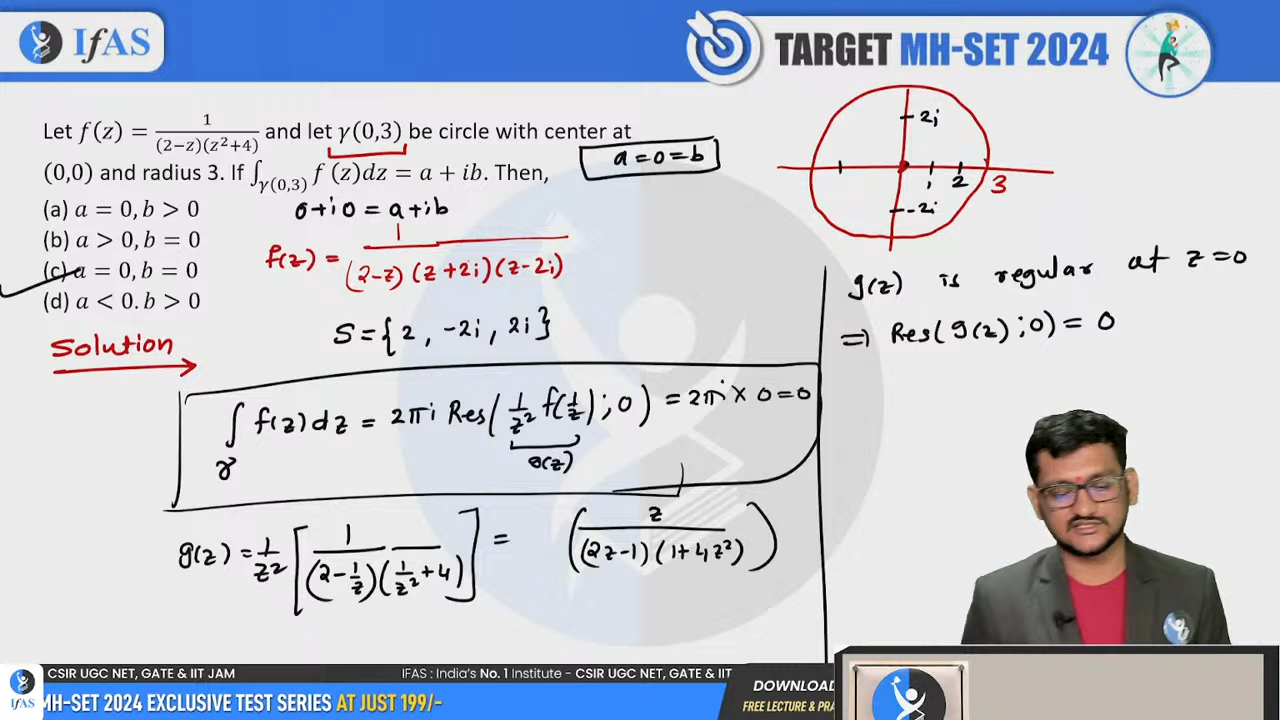 IfAS
TARGET MH-SET 2024
Let f(z) = 1/((2−z)(z²+4)) and let γ(0,3) be circle with center at
(0,0) and radius 3. If ∫_γ(0,3) f(z)dz = a + ib. Then,
a=0=b
(a) a = 0, b > 0
0+i0 = a+ib
(b) a > 0, b = 0
f(z) = 1/((2-z)(z+2i)(z-2i))
(c) a = 0, b = 0
(d) a < 0. b > 0
Solution
S = {2, -2i, 2i}
∫_γ f(z)dz = 2πi Res(1/z² f(1/z); 0) = 2πi × 0 = 0
g(z)
g(z) = 1/z² [1/((2-1/z)(1/z²+4))] = (z/((2z-1)(1+4z²)))
2i
1 2 3
-2i
g(z) is regular at z=0
⇒ Res(g(z);0) = 0
CSIR UGC NET, GATE & IIT JAM
IFAS : India's No. 1 Institute - CSIR UGC NET, GATE & IIT
IFAS
MH-SET 2024 EXCLUSIVE TEST SERIES AT JUST 199/-
DOWNLOAD
FREE LECTURE & PRA